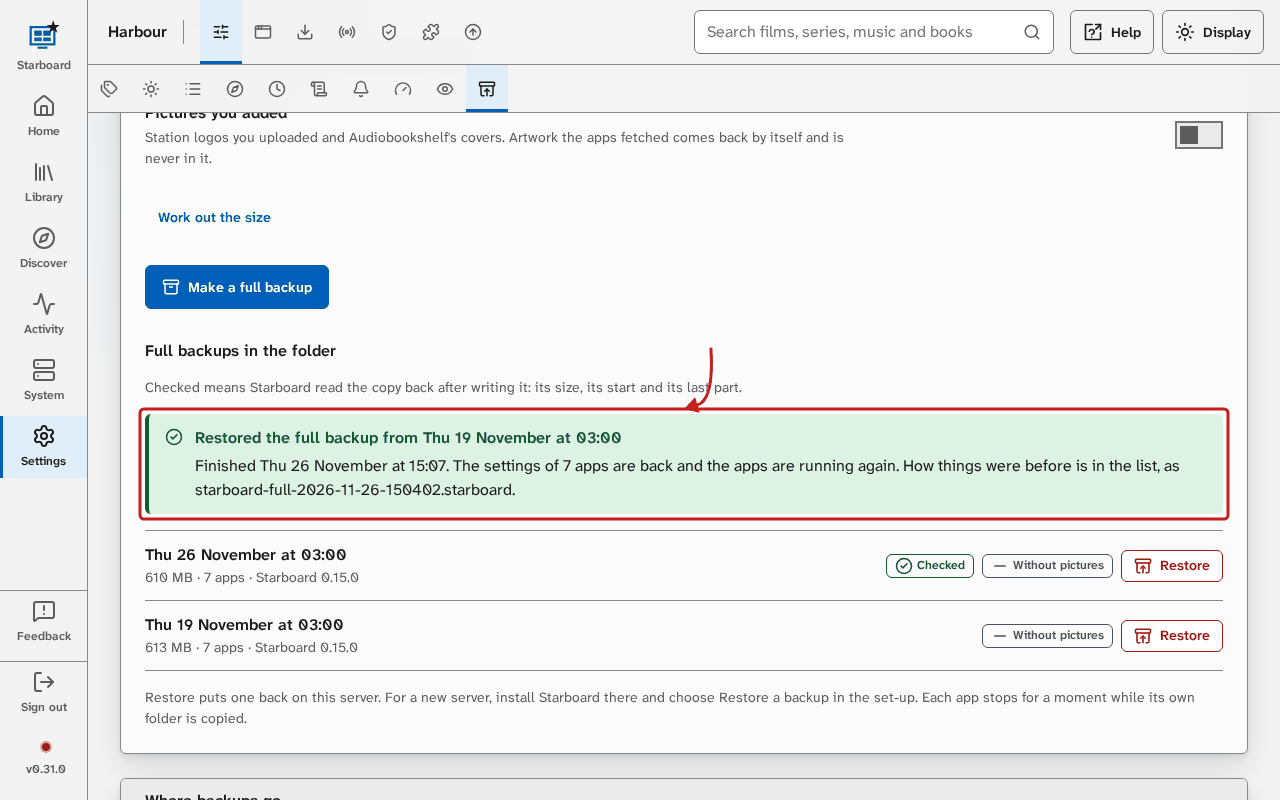 Starboard
Home
Library
Discover
Activity
System
Settings
Feedback
Sign out
v0.31.0
Harbour
Search films, series, music and books
Help
Display
Pictures you added
Station logos you uploaded and Audiobookshelf's covers. Artwork the apps fetched comes back by itself and is
never in it.
Work out the size
Make a full backup
Full backups in the folder
Checked means Starboard read the copy back after writing it: its size, its start and its last part.
Restored the full backup from Thu 19 November at 03:00
Finished Thu 26 November at 15:07. The settings of 7 apps are back and the apps are running again. How things were before is in the list, as
starboard-full-2026-11-26-150402.starboard.
Thu 26 November at 03:00
610 MB · 7 apps · Starboard 0.15.0
Checked
— Without pictures
Restore
Thu 19 November at 03:00
613 MB · 7 apps · Starboard 0.15.0
— Without pictures
Restore
Restore puts one back on this server. For a new server, install Starboard there and choose Restore a backup in the set-up. Each app stops for a moment while its own
folder is copied.
Where backups go